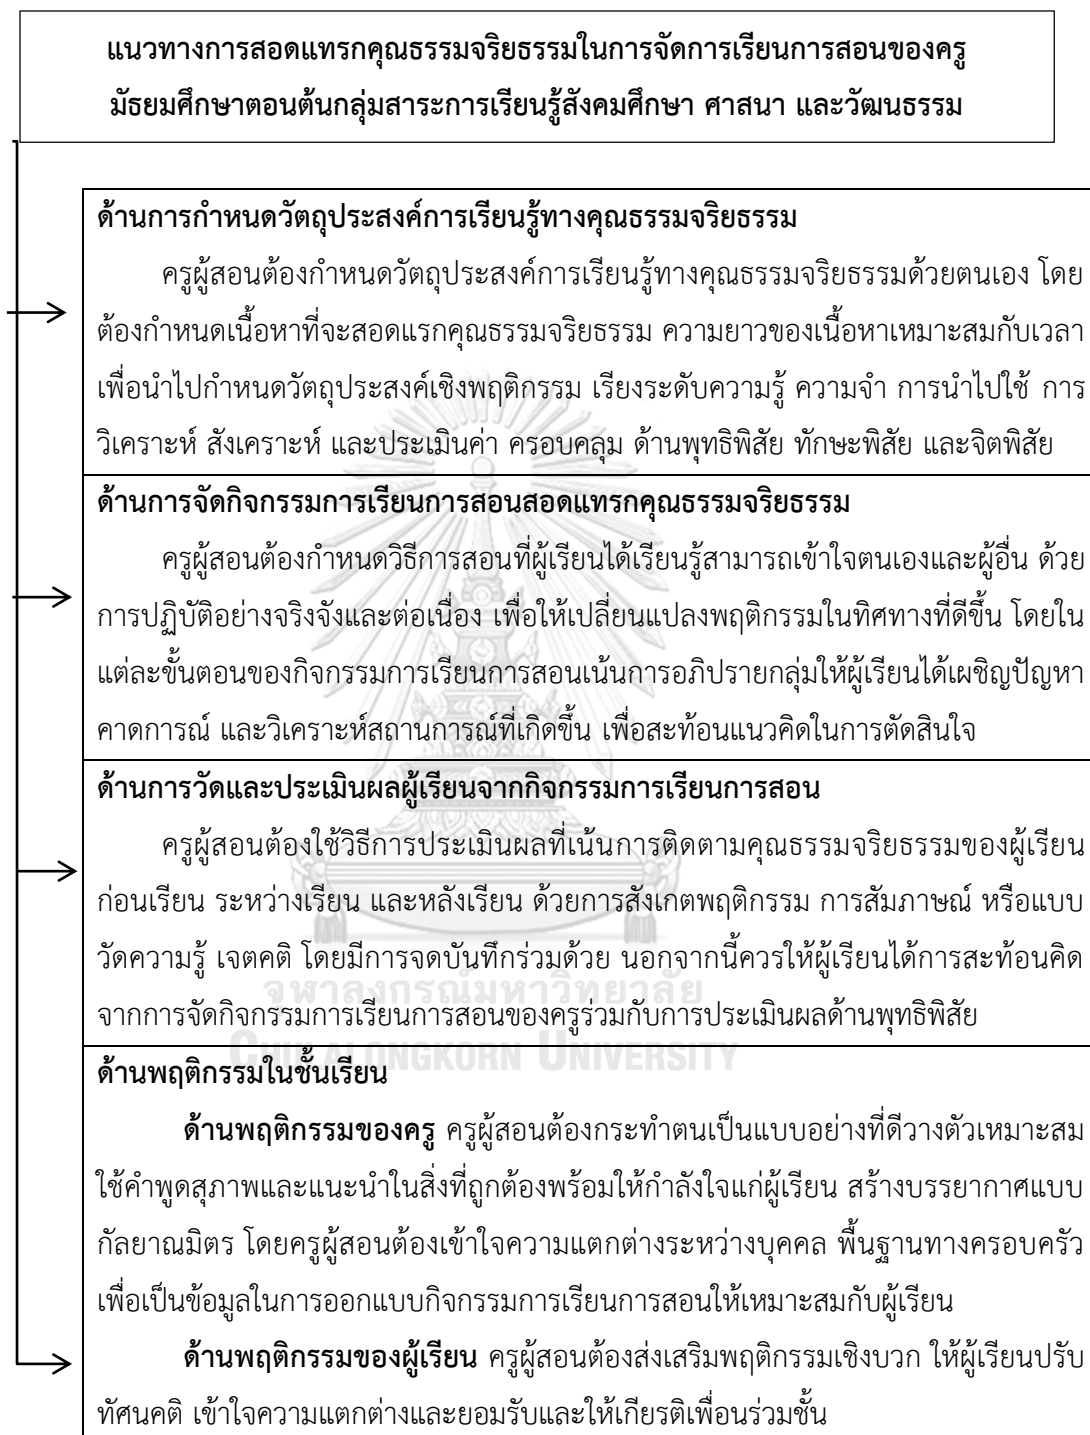 แนวทางการสอดแทรกคุณธรรมจริยธรรมในการจัดการเรียนการสอนของครู
มัธยมศึกษาตอนต้นกลุ่มสาระการเรียนรู้สังคมศึกษา ศาสนา และวัฒนธรรม
ด้านการกำหนดวัตถุประสงค์การเรียนรู้ทางคุณธรรมจริยธรรม
ครูผู้สอนต้องกำหนดวัตถุประสงค์การเรียนรู้ทางคุณธรรมจริยธรรมด้วยตนเอง โดย
ต้องกำหนดเนื้อหาที่จะสอดแรกคุณธรรมจริยธรรม ความยาวของเนื้อหาเหมาะสมกับเวลา
เพื่อนำไปกำหนดวัตถุประสงค์เชิงพฤติกรรม เรียงระดับความรู้ ความจำ การนำไปใช้ การ
วิเคราะห์ สังเคราะห์ และประเมินค่า ครอบคลุม ด้านพุทธิพิสัย ทักษะพิสัย และจิตพิสัย
ด้านการจัดกิจกรรมการเรียนการสอนสอดแทรกคุณธรรมจริยธรรม
ครูผู้สอนต้องกำหนดวิธีการสอนที่ผู้เรียนได้เรียนรู้สามารถเข้าใจตนเองและผู้อื่น ด้วย
การปฏิบัติอย่างจริงจังและต่อเนื่อง เพื่อให้เปลี่ยนแปลงพฤติกรรมในทิศทางที่ดีขึ้น โดยใน
แต่ละขั้นตอนของกิจกรรมการเรียนการสอนเน้นการอภิปรายกลุ่มให้ผู้เรียนได้เผชิญปัญหา
คาดการณ์ และวิเคราะห์สถานการณ์ที่เกิดขึ้น เพื่อสะท้อนแนวคิดในการตัดสินใจ
ด้านการวัดและประเมินผลผู้เรียนจากกิจกรรมการเรียนการสอน
ครูผู้สอนต้องใช้วิธีการประเมินผลที่เน้นการติดตามคุณธรรมจริยธรรมของผู้เรียน
ก่อนเรียน ระหว่างเรียน และหลังเรียน ด้วยการสังเกตพฤติกรรม การสัมภาษณ์ หรือแบบ
วัดความรู้ เจตคติ โดยมีการจดบันทึกร่วมด้วย นอกจากนี้ควรให้ผู้เรียนได้การสะท้อนคิด
จุฬาลงกรณ์มหาวิทยาลัย
จากการจัดกิจกรรมการเรียนการสอนของครูร่วมกับการประเมินผลด้านพุทธิพิสัย
CHULALONGKORN UNIVERSITY
ด้านพฤติกรรมในชั้นเรียน
ด้านพฤติกรรมของครู ครูผู้สอนต้องกระทำตนเป็นแบบอย่างที่ดีวางตัวเหมาะสม
ใช้คำพูดสุภาพและแนะนำในสิ่งที่ถูกต้องพร้อมให้กำลังใจแก่ผู้เรียน สร้างบรรยากาศแบบ
กัลยาณมิตร โดยครูผู้สอนต้องเข้าใจความแตกต่างระหว่างบุคคล พื้นฐานทางครอบครัว
เพื่อเป็นข้อมูลในการออกแบบกิจกรรมการเรียนการสอนให้เหมาะสมกับผู้เรียน
ด้านพฤติกรรมของผู้เรียน ครูผู้สอนต้องส่งเสริมพฤติกรรมเชิงบวก ให้ผู้เรียนปรับ
ทัศนคติ เข้าใจความแตกต่างและยอมรับและให้เกียรติเพื่อนร่วมชั้น